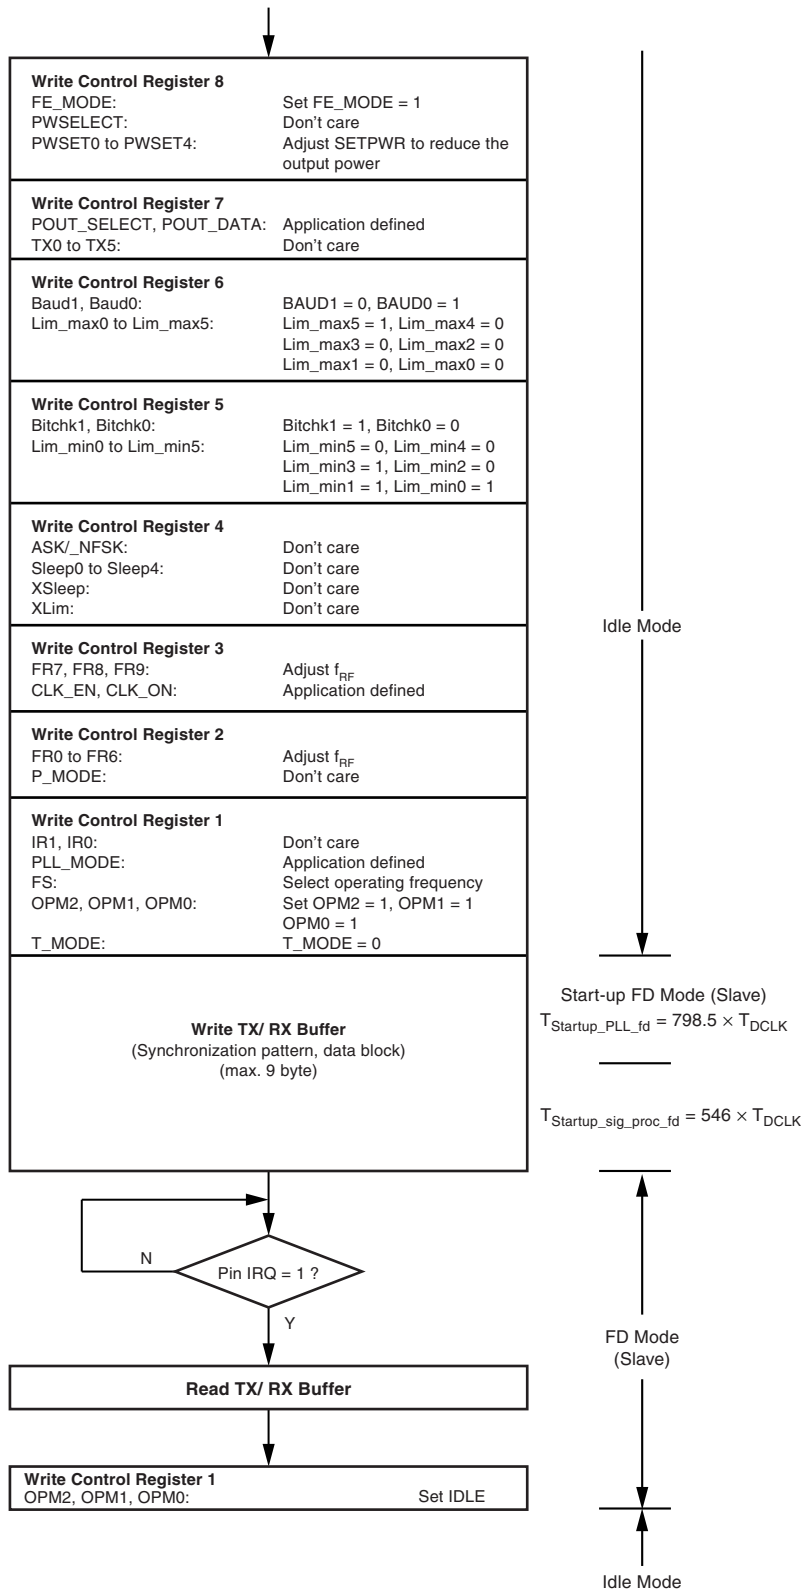 Write Control Register 8
FE_MODE: Set FE_MODE = 1
PWSELECT: Don't care
PWSET0 to PWSET4: Adjust SETPWR to reduce the
output power
Write Control Register 7
POUT_SELECT, POUT_DATA: Application defined
TX0 to TX5: Don't care
Write Control Register 6
Baud1, Baud0: BAUD1 = 0, BAUD0 = 1
Lim_max0 to Lim_max5: Lim_max5 = 1, Lim_max4 = 0
Lim_max3 = 0, Lim_max2 = 0
Lim_max1 = 0, Lim_max0 = 0
Write Control Register 5
Bitchk1, Bitchk0: Bitchk1 = 1, Bitchk0 = 0
Lim_min0 to Lim_min5: Lim_min5 = 0, Lim_min4 = 0
Lim_min3 = 1, Lim_min2 = 0
Lim_min1 = 1, Lim_min0 = 1
Write Control Register 4
ASK/_NFSK: Don't care
Sleep0 to Sleep4: Don't care
XSleep: Don't care
XLim: Don't care
Idle Mode
Write Control Register 3
FR7, FR8, FR9: Adjust fRF
CLK_EN, CLK_ON: Application defined
Write Control Register 2
FR0 to FR6: Adjust fRF
P_MODE: Don't care
Write Control Register 1
IR1, IR0: Don't care
PLL_MODE: Application defined
FS: Select operating frequency
OPM2, OPM1, OPM0: Set OPM2 = 1, OPM1 = 1
OPM0 = 1
T_MODE: T_MODE = 0
Write TX/ RX Buffer
(Synchronization pattern, data block)
(max. 9 byte)
Start-up FD Mode (Slave)
TStartup_PLL_fd = 798.5 × TDCLK
TStartup_sig_proc_fd = 546 × TDCLK
N
Pin IRQ = 1 ?
Y
FD Mode
(Slave)
Read TX/ RX Buffer
Write Control Register 1
OPM2, OPM1, OPM0: Set IDLE
Idle Mode